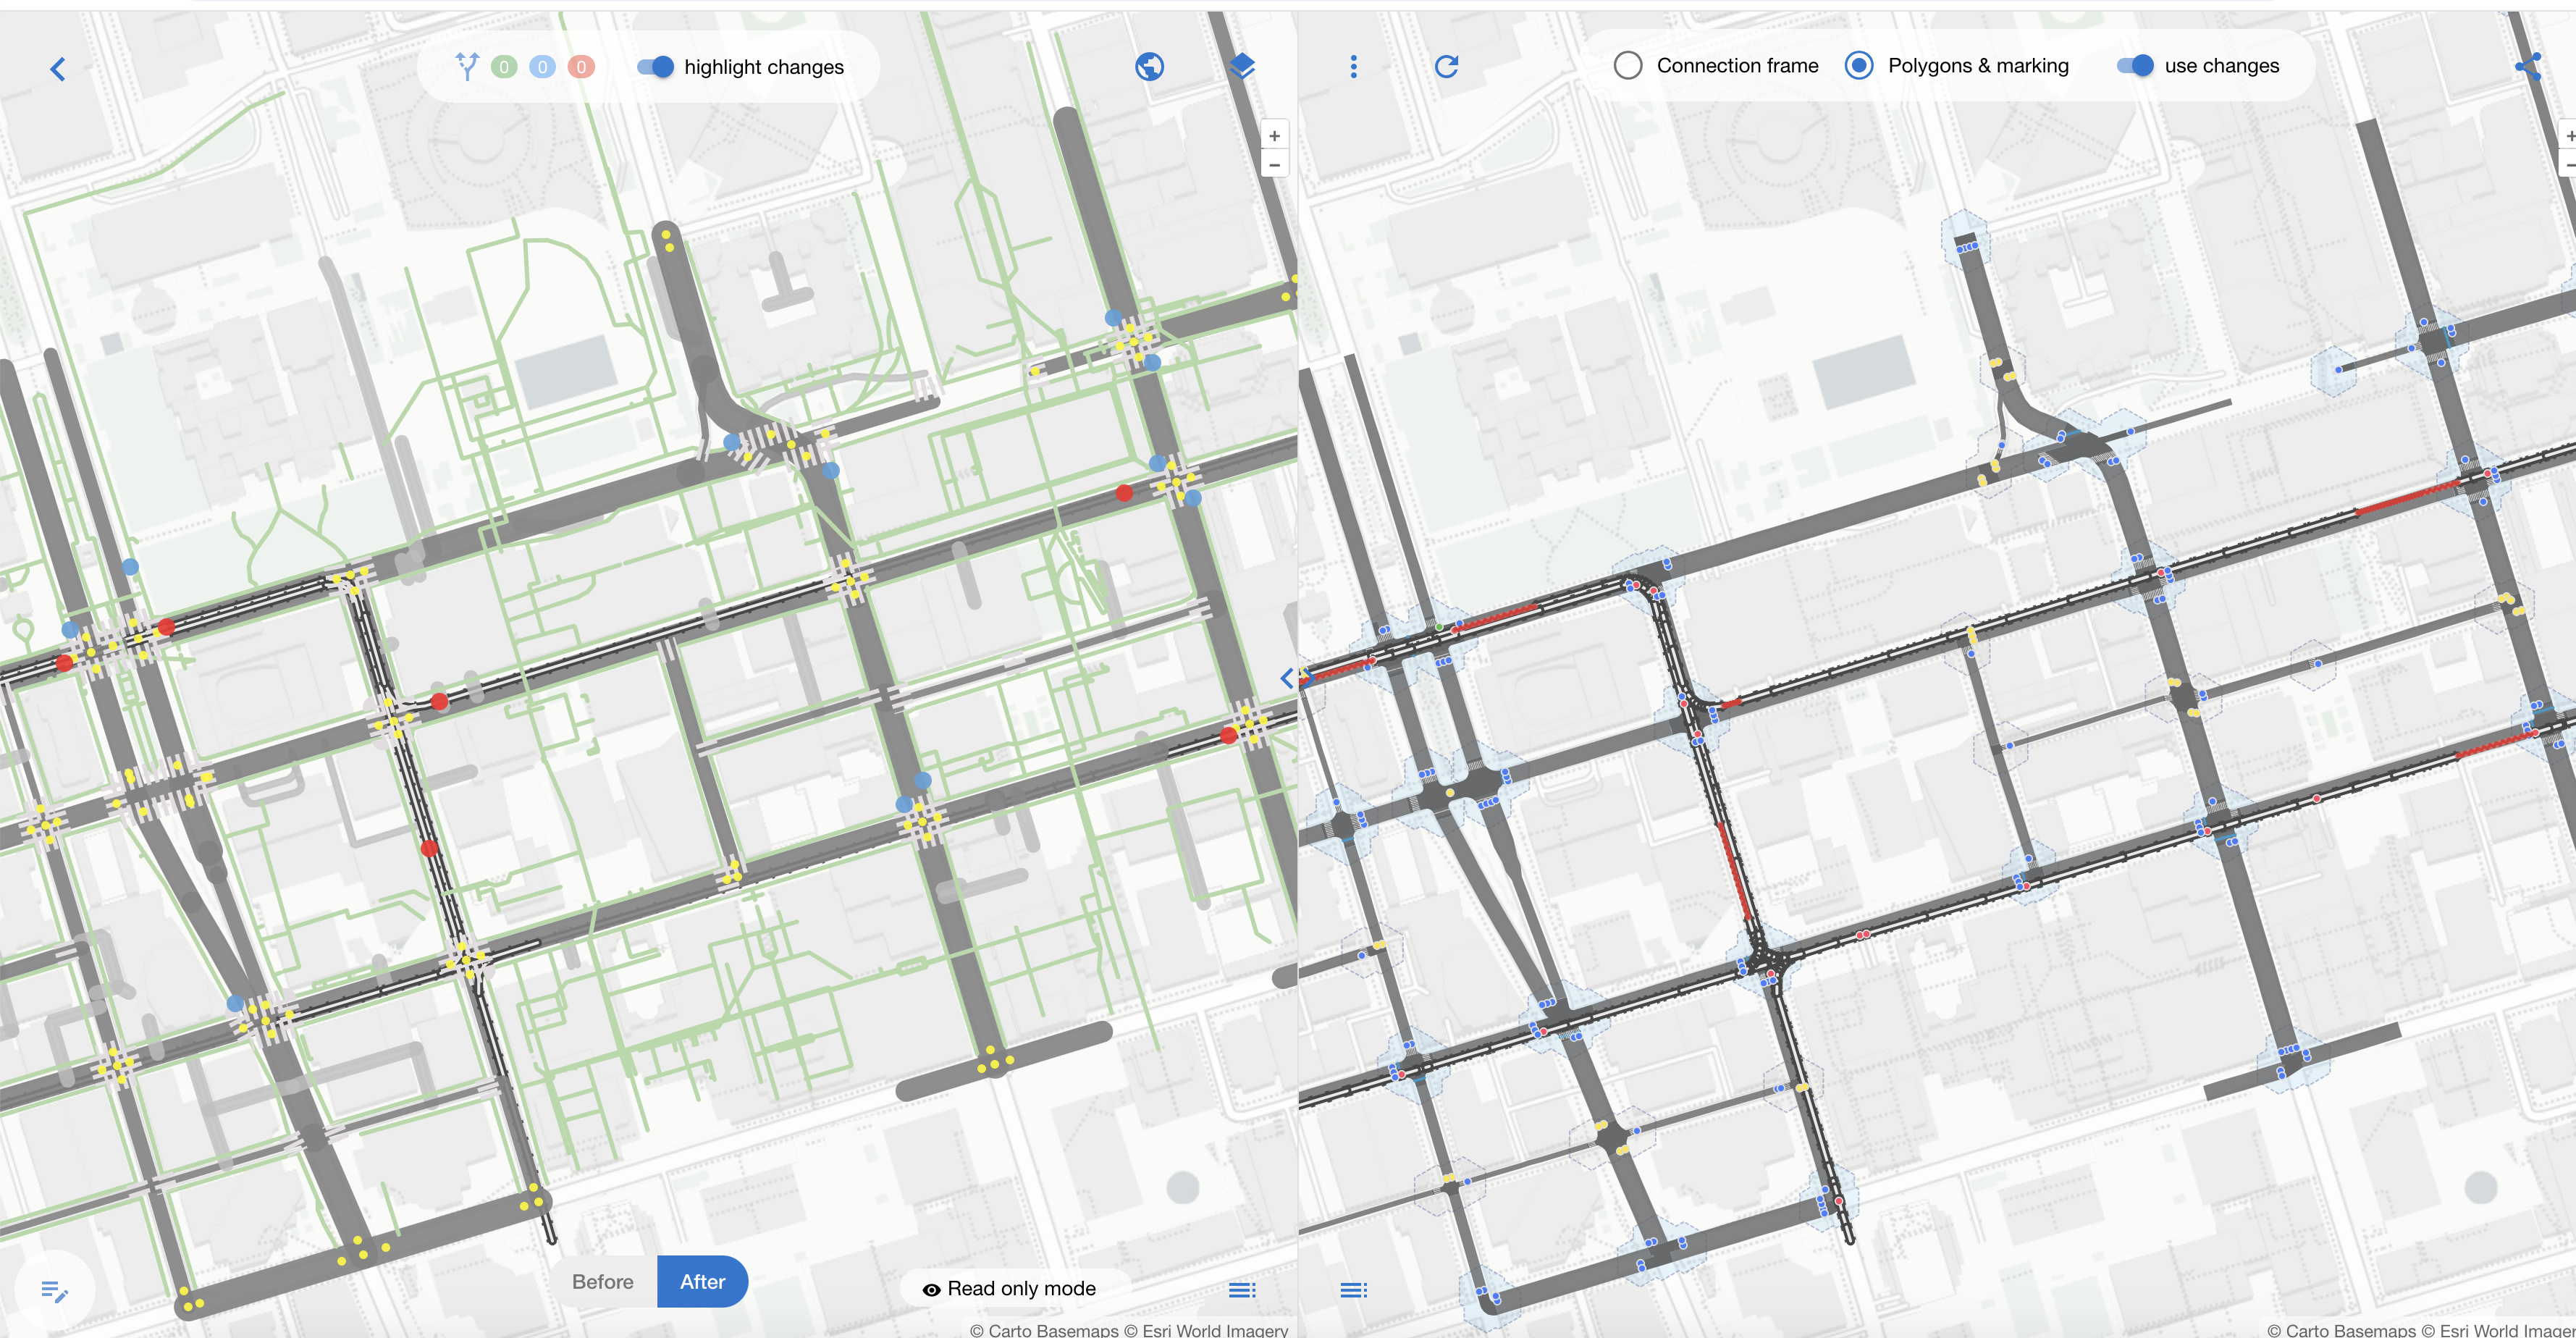 0 0 0 highlight changes
+
−
Connection frame Polygons & marking use changes
+
−
Before After
Read only mode
© Carto Basemaps © Esri World Imagery
© Carto Basemaps © Esri World Image